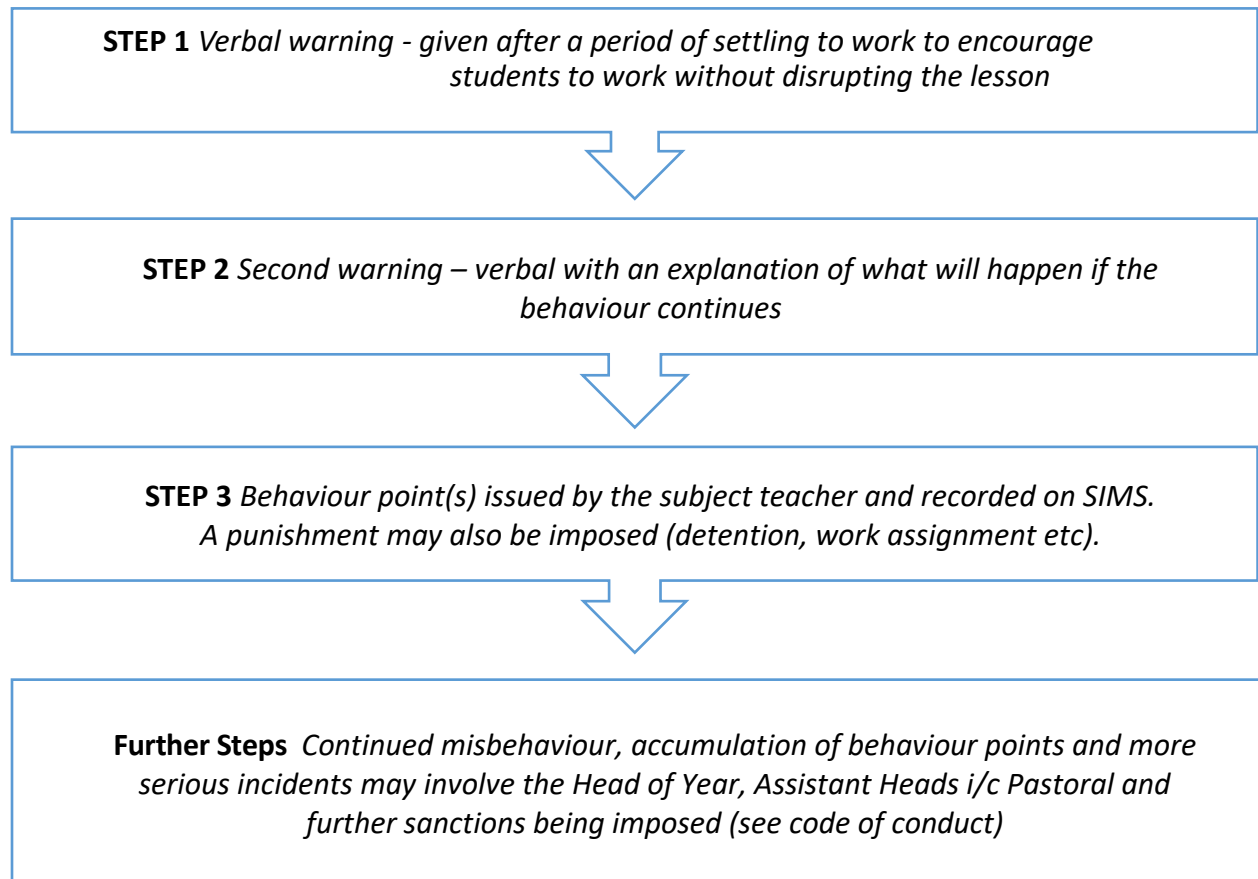 STEP 1 Verbal warning - given after a period of settling to work to encourage
students to work without disrupting the lesson
STEP 2 Second warning – verbal with an explanation of what will happen if the
behaviour continues
STEP 3 Behaviour point(s) issued by the subject teacher and recorded on SIMS.
A punishment may also be imposed (detention, work assignment etc).
Further Steps Continued misbehaviour, accumulation of behaviour points and more
serious incidents may involve the Head of Year, Assistant Heads i/c Pastoral and
further sanctions being imposed (see code of conduct)